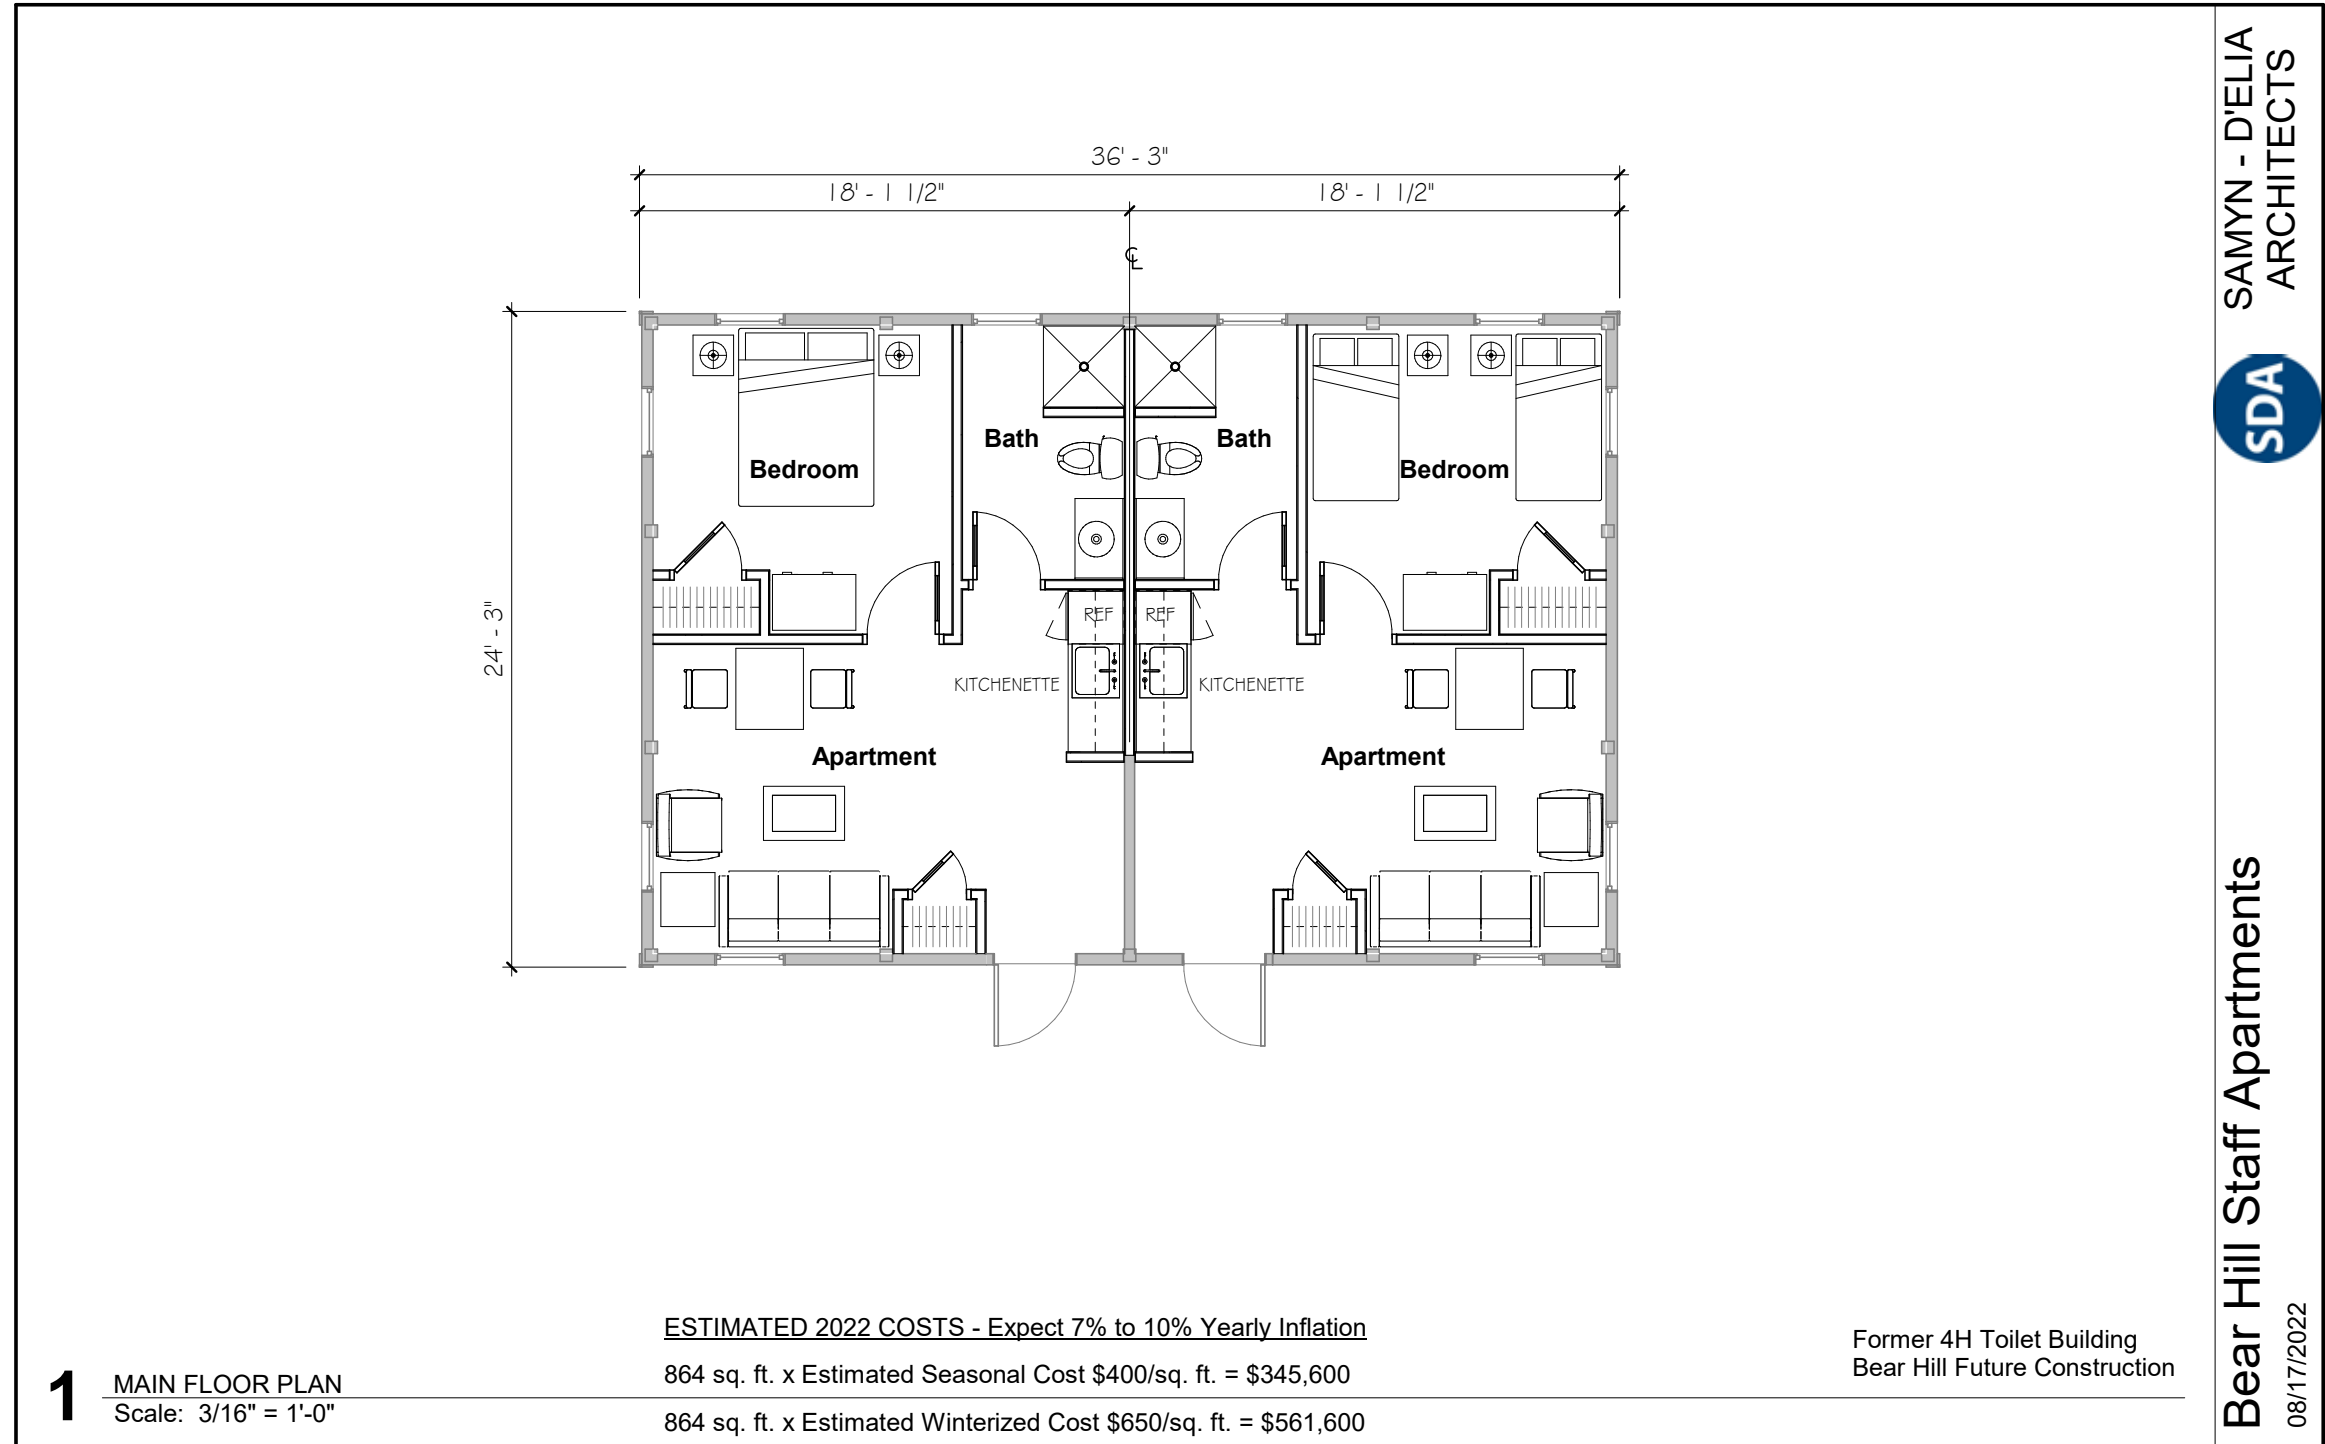 36' - 3"
18' - 1 1/2"
18' - 1 1/2"
℄
24' - 3"
Bath
Bath
Bedroom
Bedroom
REF
REF
KITCHENETTE
KITCHENETTE
Apartment
Apartment
ESTIMATED 2022 COSTS - Expect 7% to 10% Yearly Inflation
864 sq. ft. x Estimated Seasonal Cost $400/sq. ft. = $345,600
864 sq. ft. x Estimated Winterized Cost $650/sq. ft. = $561,600
1
MAIN FLOOR PLAN
Scale: 3/16" = 1'-0"
Former 4H Toilet Building
Bear Hill Future Construction
SAMYN - D'ELIA
ARCHITECTS
SDA
Bear Hill Staff Apartments
08/17/2022